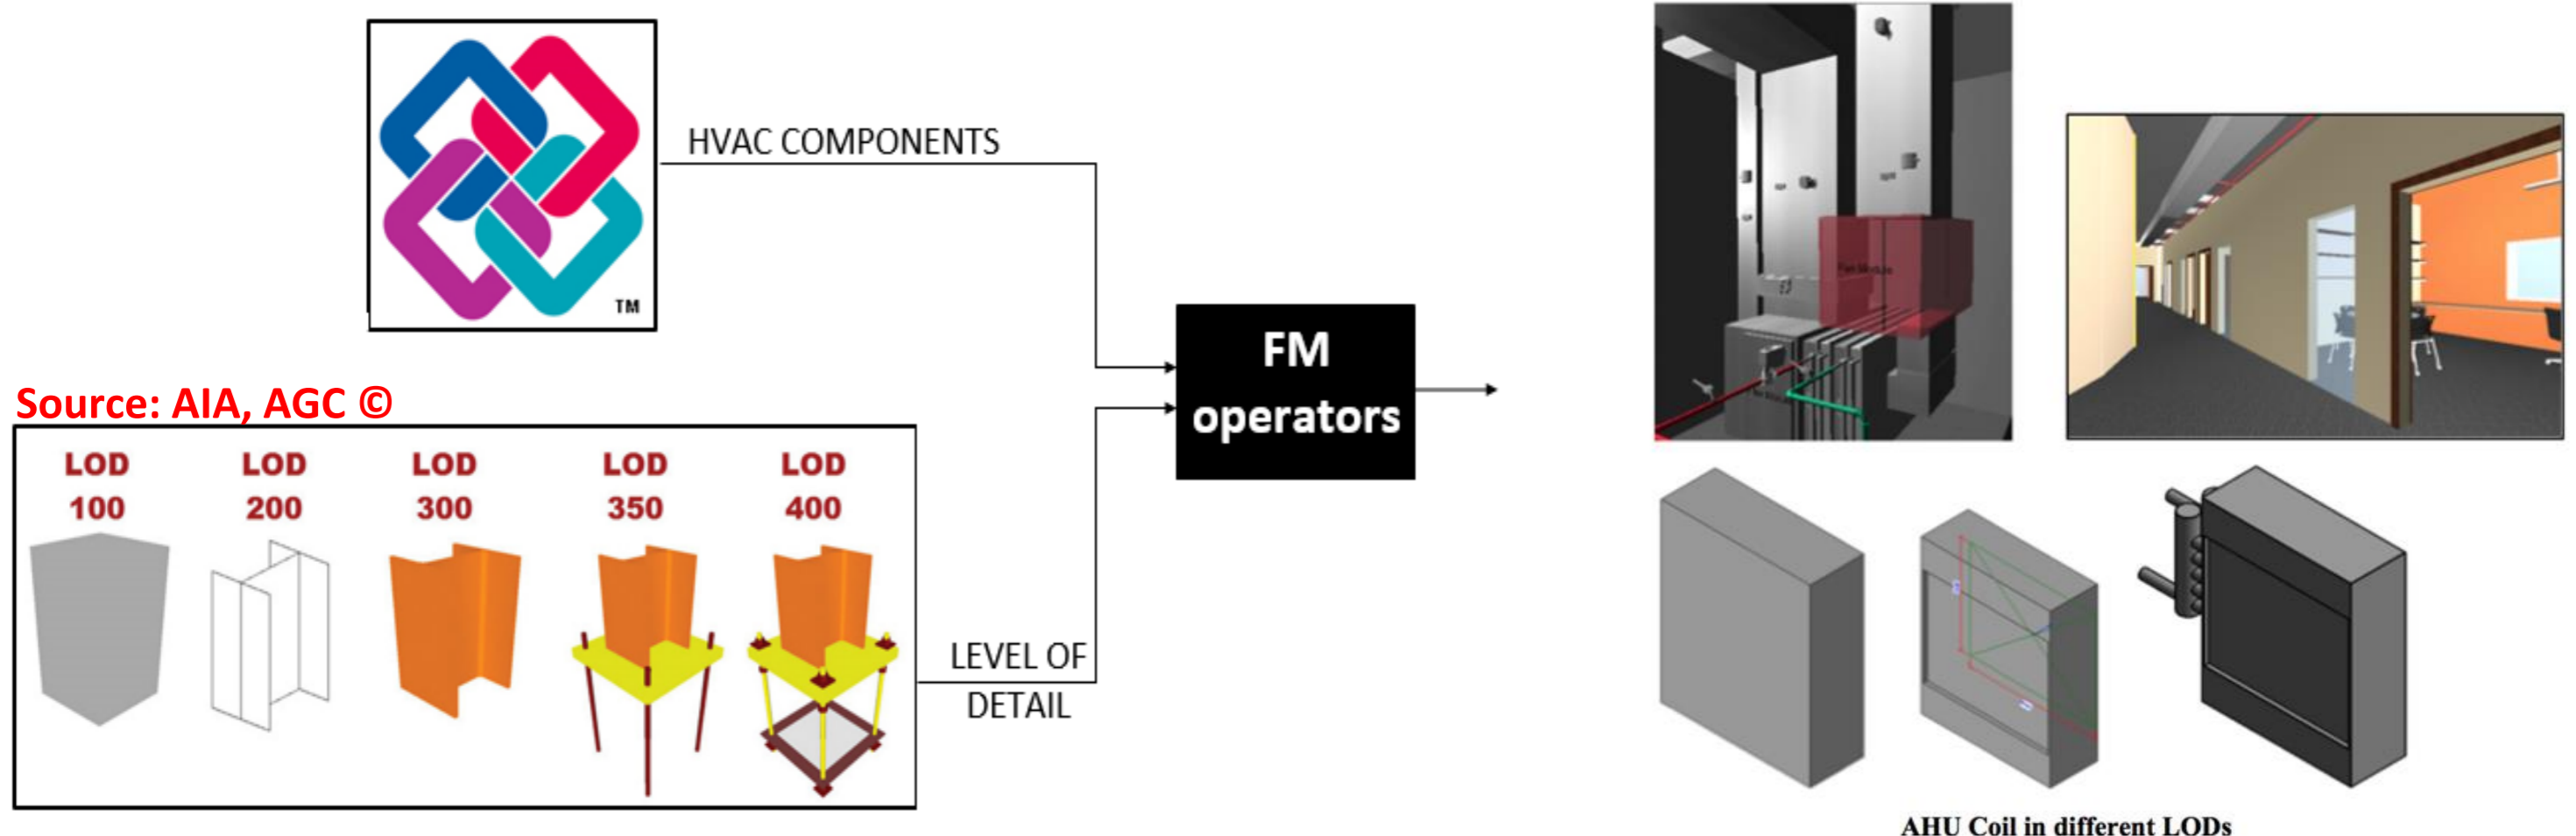 TM
HVAC COMPONENTS
Source: AIA, AGC ©
LOD
100
LOD
200
LOD
300
LOD
350
LOD
400
LEVEL OF
DETAIL
FM
operators
AHU Coil in different LODs